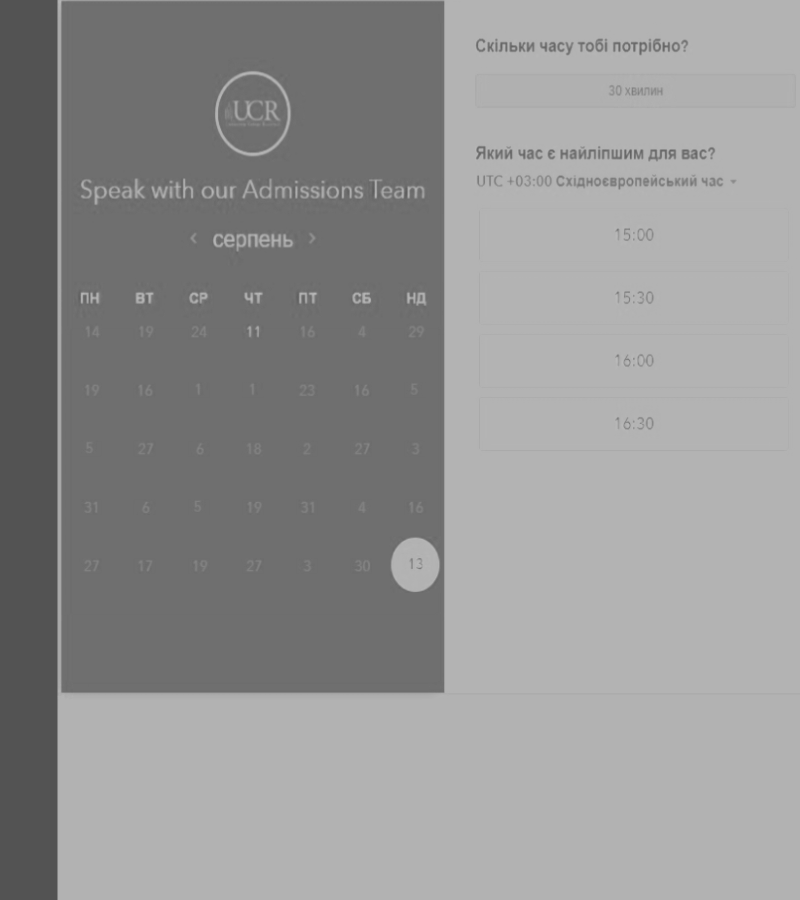 UCR
Speak with our Admissions Team
‹ серпень ›
ПН ВТ СР ЧТ ПТ СБ НД
14 19 24 11 16 4 29
19 16 1 1 23 16 5
5 27 6 18 2 27 3
31 6 5 19 31 4 16
27 17 19 27 3 30 13
Скільки часу тобі потрібно?
30 хвилин
Який час є найліпшим для вас?
UTC +03:00 Східноєвропейський час
15:00
15:30
16:00
16:30